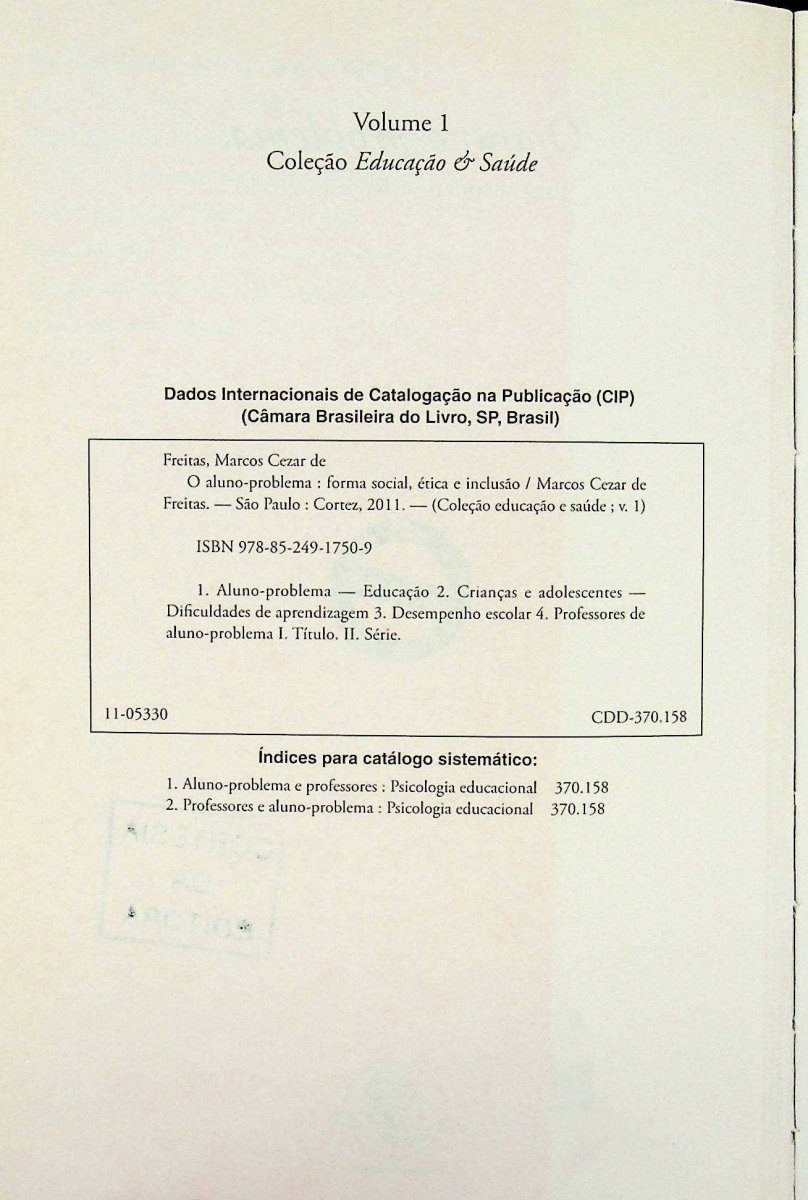 Volume 1
Coleção Educação & Saúde
Dados Internacionais de Catalogação na Publicação (CIP)
(Câmara Brasileira do Livro, SP, Brasil)
Freitas, Marcos Cezar de
O aluno-problema : forma social, ética e inclusão / Marcos Cezar de
Freitas. — São Paulo : Cortez, 2011. — (Coleção educação e saúde ; v. 1)
ISBN 978-85-249-1750-9
1. Aluno-problema — Educação 2. Crianças e adolescentes —
Dificuldades de aprendizagem 3. Desempenho escolar 4. Professores de
aluno-problema I. Título. II. Série.
11-05330 CDD-370.158
Índices para catálogo sistemático:
1. Aluno-problema e professores : Psicologia educacional 370.158
2. Professores e aluno-problema : Psicologia educacional 370.158